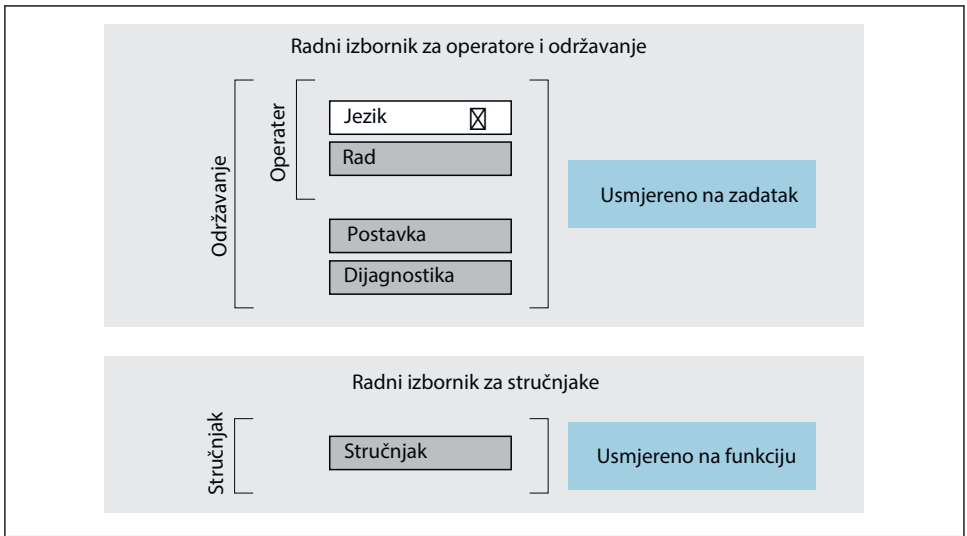 Radni izbornik za operatore i održavanje
Održavanje
Operater
Jezik
Rad
Postavka
Dijagnostika
Usmjereno na zadatak
Radni izbornik za stručnjake
Stručnjak
Stručnjak
Usmjereno na funkciju